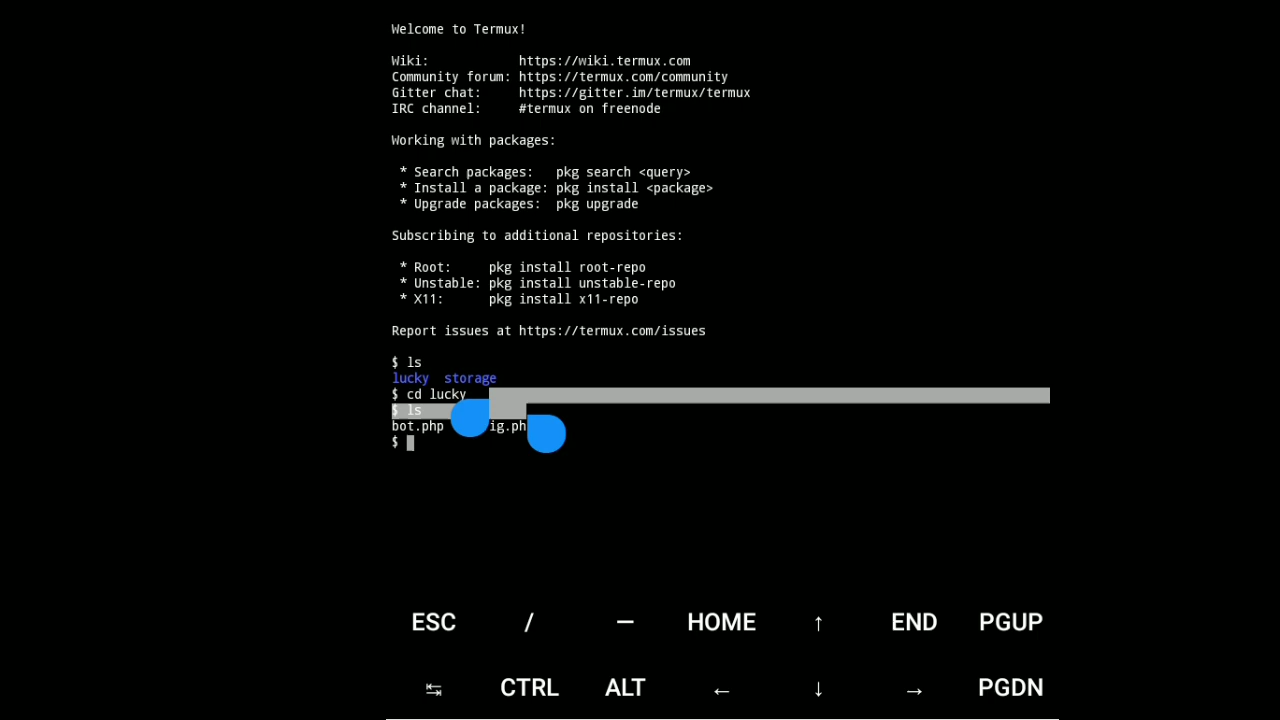 Welcome to Termux!
Wiki: https://wiki.termux.com
Community forum: https://termux.com/community
Gitter chat: https://gitter.im/termux/termux
IRC channel: #termux on freenode
Working with packages:
* Search packages: pkg search <query>
* Install a package: pkg install <package>
* Upgrade packages: pkg upgrade
Subscribing to additional repositories:
* Root: pkg install root-repo
* Unstable: pkg install unstable-repo
* X11: pkg install x11-repo
Report issues at https://termux.com/issues
$ ls
lucky storage
$ cd lucky
$ ls
bot.php ig.ph
$
ESC / — HOME ↑ END PGUP
↹ CTRL ALT ← ↓ → PGDN